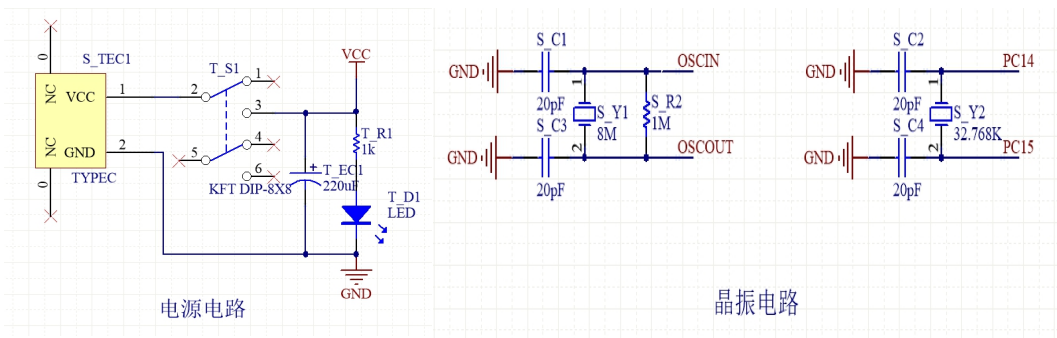 S_TEC1
0
NC
VCC
1
NC
GND
2
TYPEC
0
T_S1
2
1
3
4
5
6
KFT DIP-8X8
VCC
T_R1
1k
+
T_EC1
220uF
T_D1
LED
GND
电源电路
S_C1
GND
OSCIN
20pF
1
S_Y1
8M
S_R2
1M
S_C3
2
GND
OSCOUT
20pF
S_C2
GND
PC14
20pF
1
S_Y2
32.768K
S_C4
2
GND
PC15
20pF
晶振电路